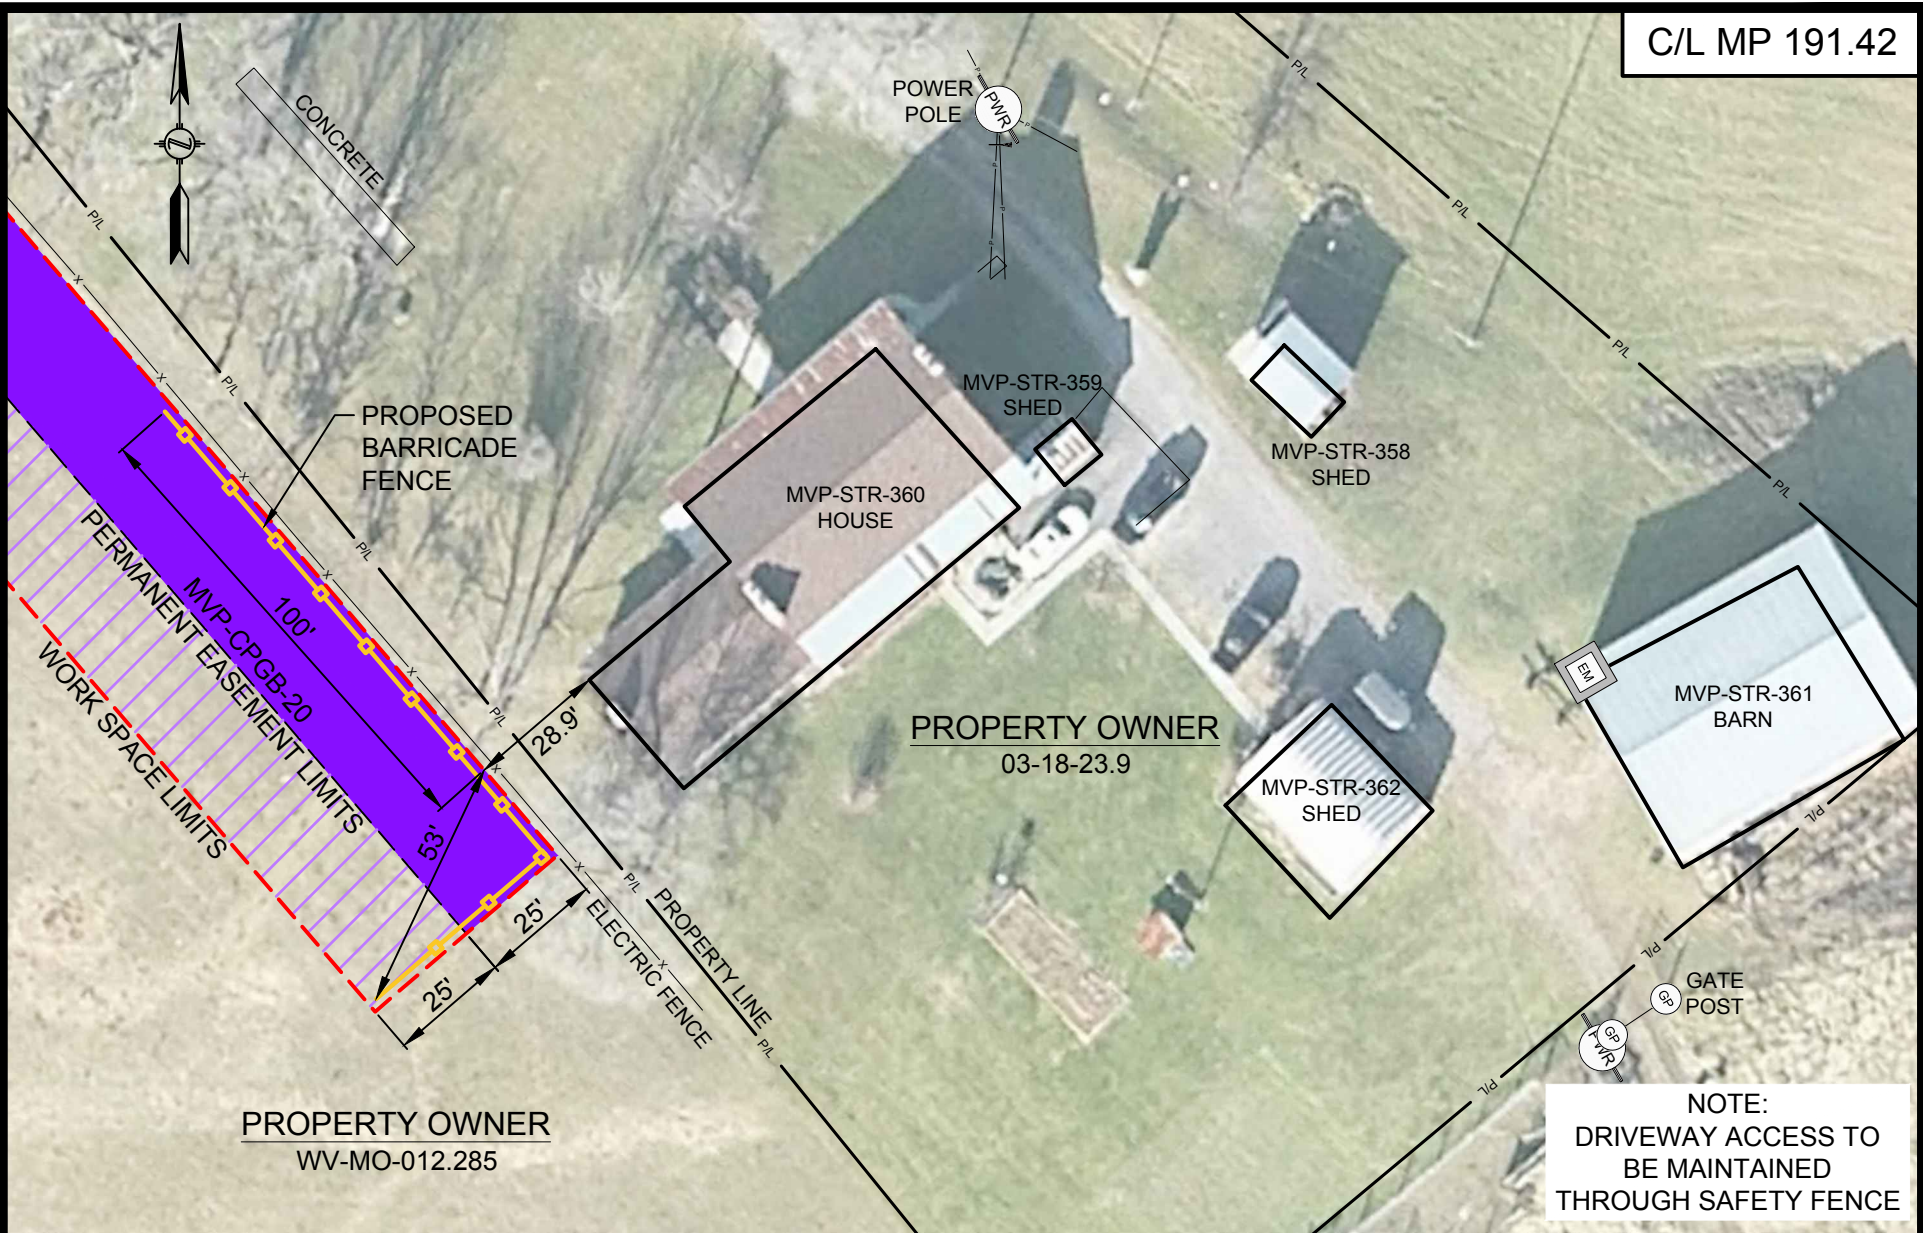 C/L MP 191.42
CONCRETE
POWER
POLE
PWR
N
P/L
P/L
P/L
P/L
P/L
P/L
P/L
P/L
P/L
P/L
P/L
P/L
P/L
P/L
X
X
X
X
X
X
X
X
P
P
P
P
P
PROPOSED
BARRICADE
FENCE
MVP-STR-359
SHED
MVP-STR-358
SHED
MVP-STR-360
HOUSE
MVP-STR-361
BARN
EM
MVP-STR-362
SHED
100'
MVP-CPGB-20
PERMANENT EASEMENT LIMITS
WORK SPACE LIMITS
28.9'
53'
25'
25'
PROPERTY OWNER
03-18-23.9
PROPERTY LINE
ELECTRIC FENCE
GATE
POST
GP
GP
PWR
PROPERTY OWNER
WV-MO-012.285
NOTE:
DRIVEWAY ACCESS TO
BE MAINTAINED
THROUGH SAFETY FENCE